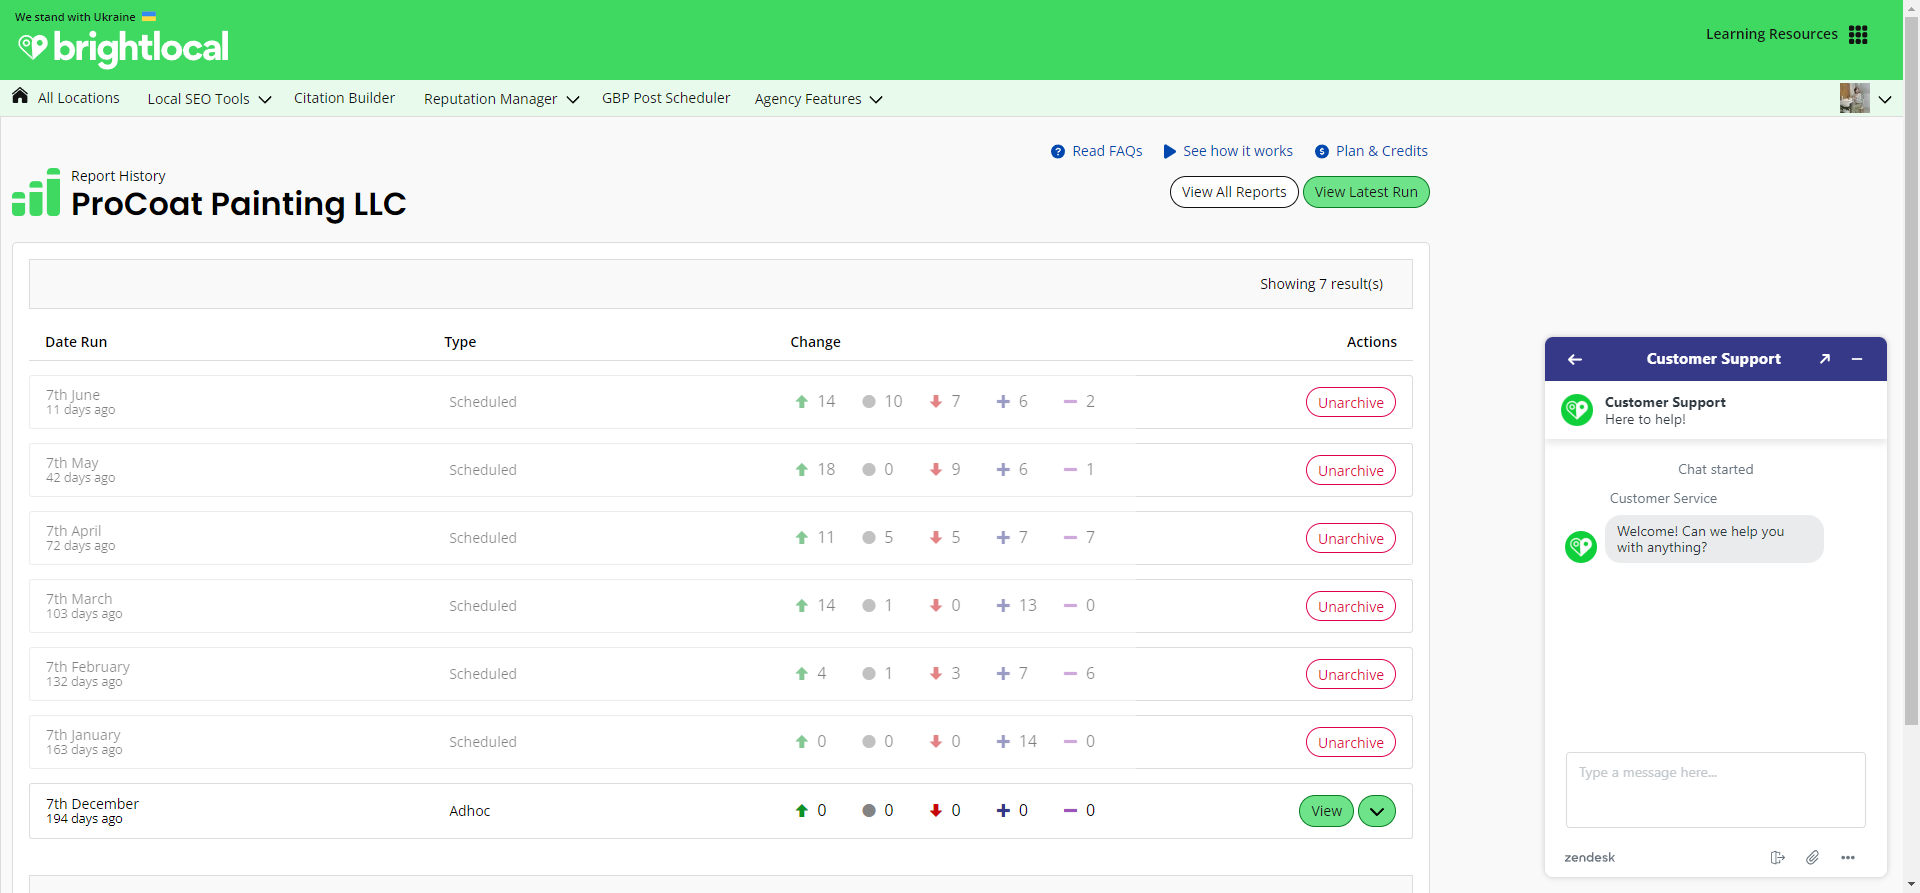 We stand with Ukraine
brightlocal
Learning Resources
All Locations
Local SEO Tools
Citation Builder
Reputation Manager
GBP Post Scheduler
Agency Features
Read FAQs
See how it works
Plan & Credits
Report History
ProCoat Painting LLC
View All Reports
View Latest Run
Showing 7 result(s)
Date Run Type Change Actions
7th June
11 days ago
Scheduled 14 10 7 6 2 Unarchive
7th May
42 days ago
Scheduled 18 0 9 6 1 Unarchive
7th April
72 days ago
Scheduled 11 5 5 7 7 Unarchive
7th March
103 days ago
Scheduled 14 1 0 13 0 Unarchive
7th February
132 days ago
Scheduled 4 1 3 7 6 Unarchive
7th January
163 days ago
Scheduled 0 0 0 14 0 Unarchive
7th December
194 days ago
Adhoc 0 0 0 0 0 View
Customer Support
Customer Support
Here to help!
Chat started
Customer Service
Welcome! Can we help you
with anything?
Type a message here...
zendesk